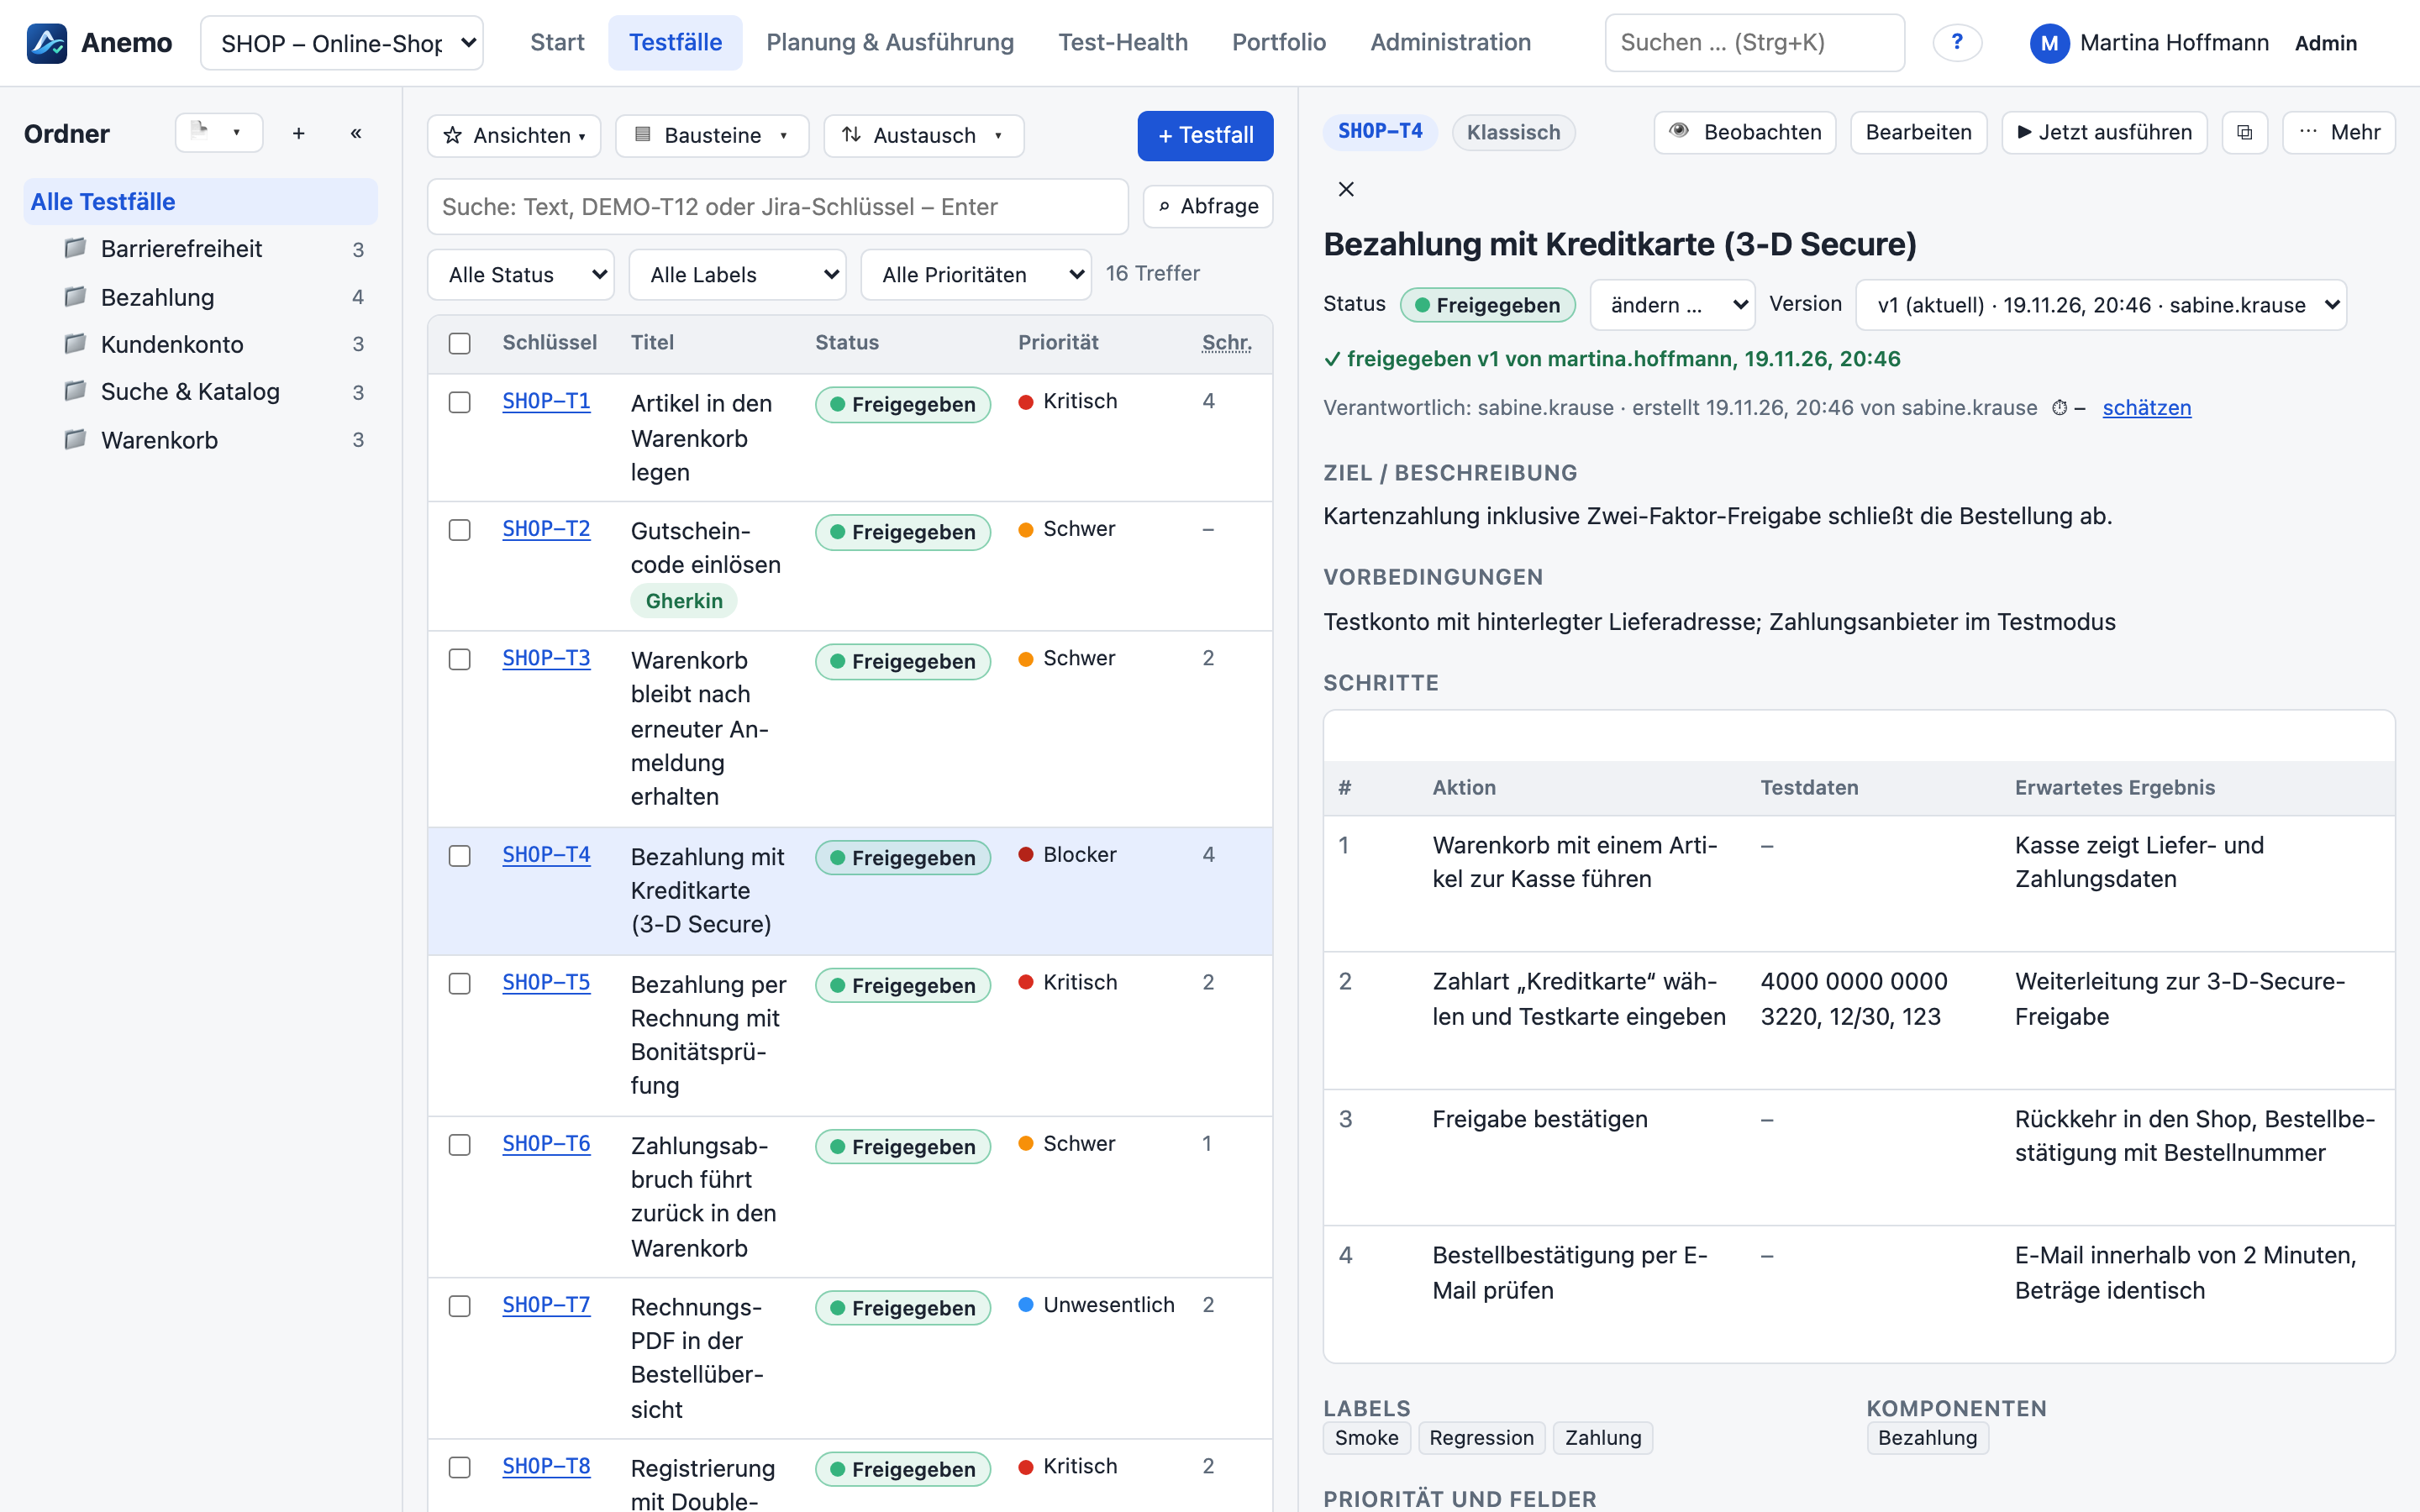 Anemo
SHOP – Online-Shop
Start
Testfälle
Planung & Ausführung
Test-Health
Portfolio
Administration
Suchen ... (Strg+K)
?
M
Martina Hoffmann
Admin
Ordner
+
«
Alle Testfälle
Barrierefreiheit 3
Bezahlung 4
Kundenkonto 3
Suche & Katalog 3
Warenkorb 3
Ansichten
Bausteine
Austausch
+ Testfall
Suche: Text, DEMO-T12 oder Jira-Schlüssel – Enter
Abfrage
Alle Status
Alle Labels
Alle Prioritäten
16 Treffer
Schlüssel Titel Status Priorität Schr.
SHOP-T1 Artikel in den Freigegeben Kritisch 4
Warenkorb
legen
SHOP-T2 Gutschein- Freigegeben Schwer –
code einlösen
Gherkin
SHOP-T3 Warenkorb Freigegeben Schwer 2
bleibt nach
erneuter An-
meldung
erhalten
SHOP-T4 Bezahlung mit Freigegeben Blocker 4
Kreditkarte
(3-D Secure)
SHOP-T5 Bezahlung per Freigegeben Kritisch 2
Rechnung mit
Bonitätsprü-
fung
SHOP-T6 Zahlungsab- Freigegeben Schwer 1
bruch führt
zurück in den
Warenkorb
SHOP-T7 Rechnungs- Freigegeben Unwesentlich 2
PDF in der
Bestellüber-
sicht
SHOP-T8 Registrierung Freigegeben Kritisch 2
mit Double-
SHOP-T4
Klassisch
Beobachten
Bearbeiten
Jetzt ausführen
··· Mehr
×
Bezahlung mit Kreditkarte (3-D Secure)
Status Freigegeben ändern ... Version v1 (aktuell) · 19.11.26, 20:46 · sabine.krause
✓ freigegeben v1 von martina.hoffmann, 19.11.26, 20:46
Verantwortlich: sabine.krause · erstellt 19.11.26, 20:46 von sabine.krause ⏱ – schätzen
ZIEL / BESCHREIBUNG
Kartenzahlung inklusive Zwei-Faktor-Freigabe schließt die Bestellung ab.
VORBEDINGUNGEN
Testkonto mit hinterlegter Lieferadresse; Zahlungsanbieter im Testmodus
SCHRITTE
# Aktion Testdaten Erwartetes Ergebnis
1 Warenkorb mit einem Arti- – Kasse zeigt Liefer- und
kel zur Kasse führen Zahlungsdaten
2 Zahlart „Kreditkarte“ wäh- 4000 0000 0000 Weiterleitung zur 3-D-Secure-
len und Testkarte eingeben 3220, 12/30, 123 Freigabe
3 Freigabe bestätigen – Rückkehr in den Shop, Bestellbe-
stätigung mit Bestellnummer
4 Bestellbestätigung per E- – E-Mail innerhalb von 2 Minuten,
Mail prüfen Beträge identisch
LABELS KOMPONENTEN
Smoke Regression Zahlung Bezahlung
PRIORITÄT UND FELDER